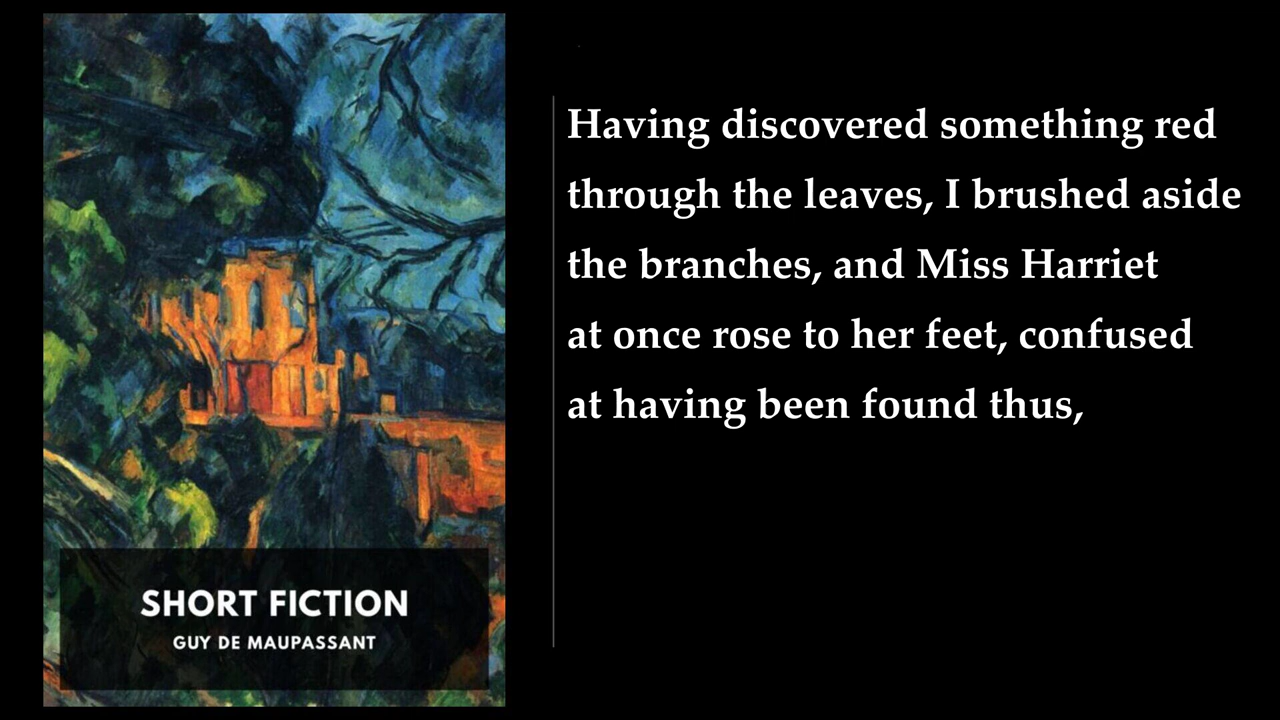 SHORT FICTION
GUY DE MAUPASSANT
Having discovered something red
through the leaves, I brushed aside
the branches, and Miss Harriet
at once rose to her feet, confused
at having been found thus,